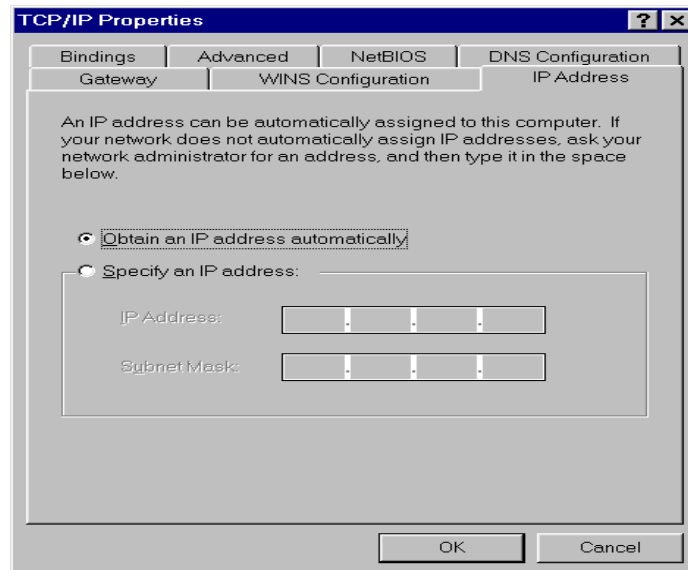 TCP/IP Properties
? ×
Bindings Advanced NetBIOS DNS Configuration
Gateway WINS Configuration IP Address
An IP address can be automatically assigned to this computer. If
your network does not automatically assign IP addresses, ask your
network administrator for an address, and then type it in the space
below.
Obtain an IP address automatically
Specify an IP address:
IP Address:
. . .
Subnet Mask:
. . .
OK Cancel